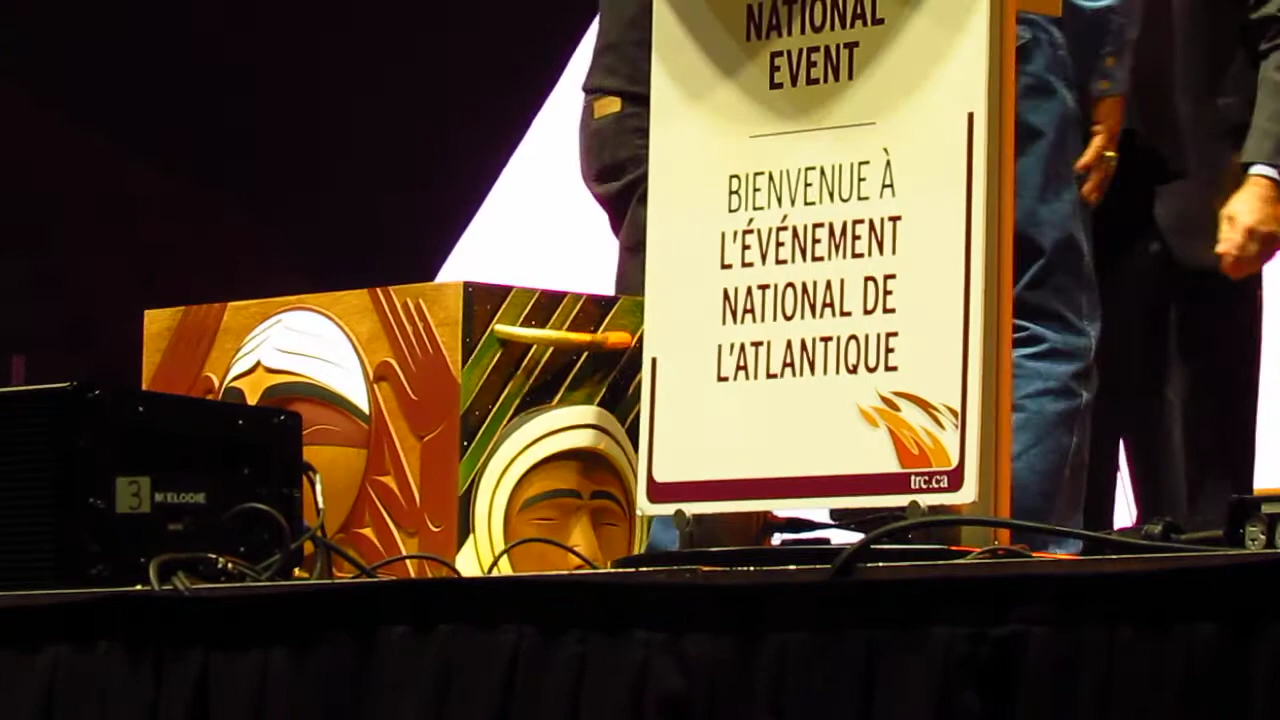 NATIONAL
EVENT
BIENVENUE À
L'ÉVÉNEMENT
NATIONAL DE
L'ATLANTIQUE
trc.ca
3 MELODIE